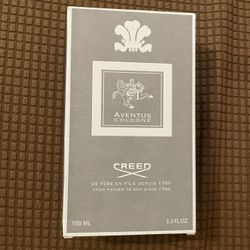 AVENTUS
COLOGNE
CREED
DE PÈRE EN FILS DEPUIS 1760
FROM FATHER TO SON SINCE 1760
100 ML 3.3 FL.OZ.